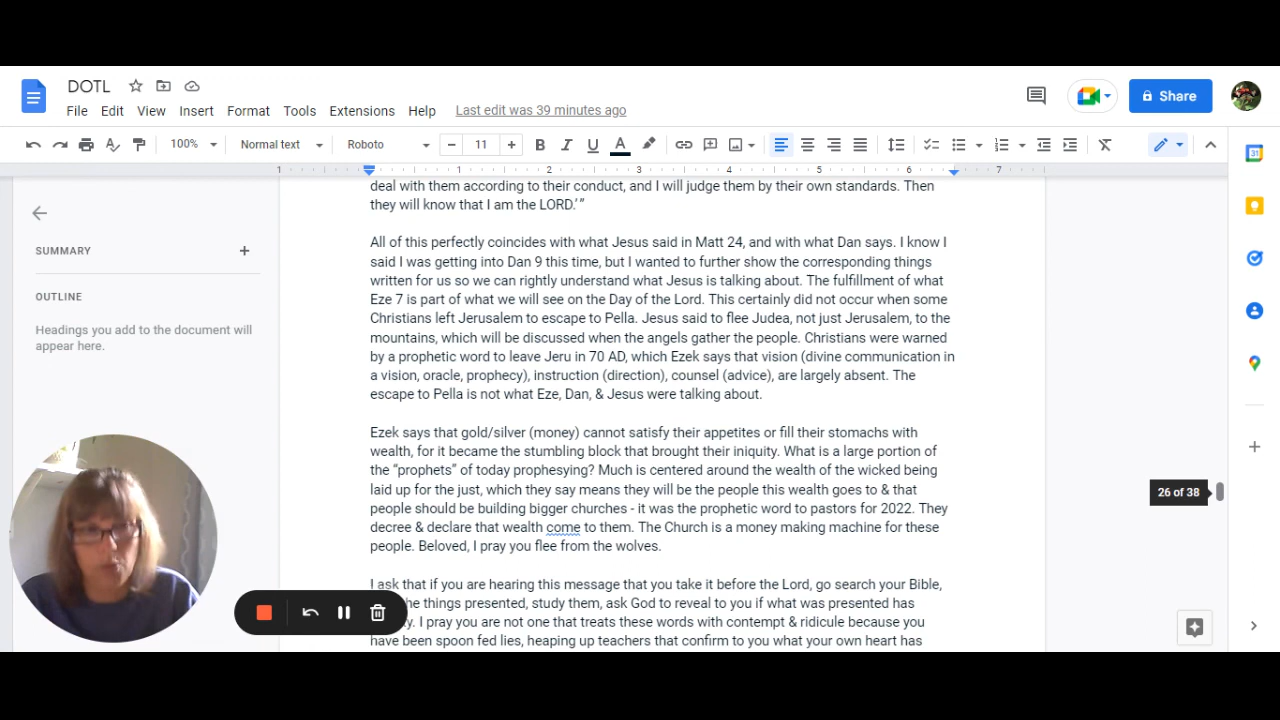 DOTL
File Edit View Insert Format Tools Extensions Help Last edit was 39 minutes ago
Share
100% Normal text Roboto 11
1 1 2 3 4 5 6 7
deal with them according to their conduct, and I will judge them by their own standards. Then
they will know that I am the LORD.’”
SUMMARY
OUTLINE
Headings you add to the document will
appear here.
All of this perfectly coincides with what Jesus said in Matt 24, and with what Dan says. I know I
said I was getting into Dan 9 this time, but I wanted to further show the corresponding things
written for us so we can rightly understand what Jesus is talking about. The fulfillment of what
Eze 7 is part of what we will see on the Day of the Lord. This certainly did not occur when some
Christians left Jerusalem to escape to Pella. Jesus said to flee Judea, not just Jerusalem, to the
mountains, which will be discussed when the angels gather the people. Christians were warned
by a prophetic word to leave Jeru in 70 AD, which Ezek says that vision (divine communication in
a vision, oracle, prophecy), instruction (direction), counsel (advice), are largely absent. The
escape to Pella is not what Eze, Dan, & Jesus were talking about.
Ezek says that gold/silver (money) cannot satisfy their appetites or fill their stomachs with
wealth, for it became the stumbling block that brought their iniquity. What is a large portion of
the “prophets” of today prophesying? Much is centered around the wealth of the wicked being
laid up for the just, which they say means they will be the people this wealth goes to & that
people should be building bigger churches - it was the prophetic word to pastors for 2022. They
decree & declare that wealth come to them. The Church is a money making machine for these
people. Beloved, I pray you flee from the wolves.
26 of 38
I ask that if you are hearing this message that you take it before the Lord, go search your Bible,
he things presented, study them, ask God to reveal to you if what was presented has
y. I pray you are not one that treats these words with contempt & ridicule because you
have been spoon fed lies, heaping up teachers that confirm to you what your own heart has
31